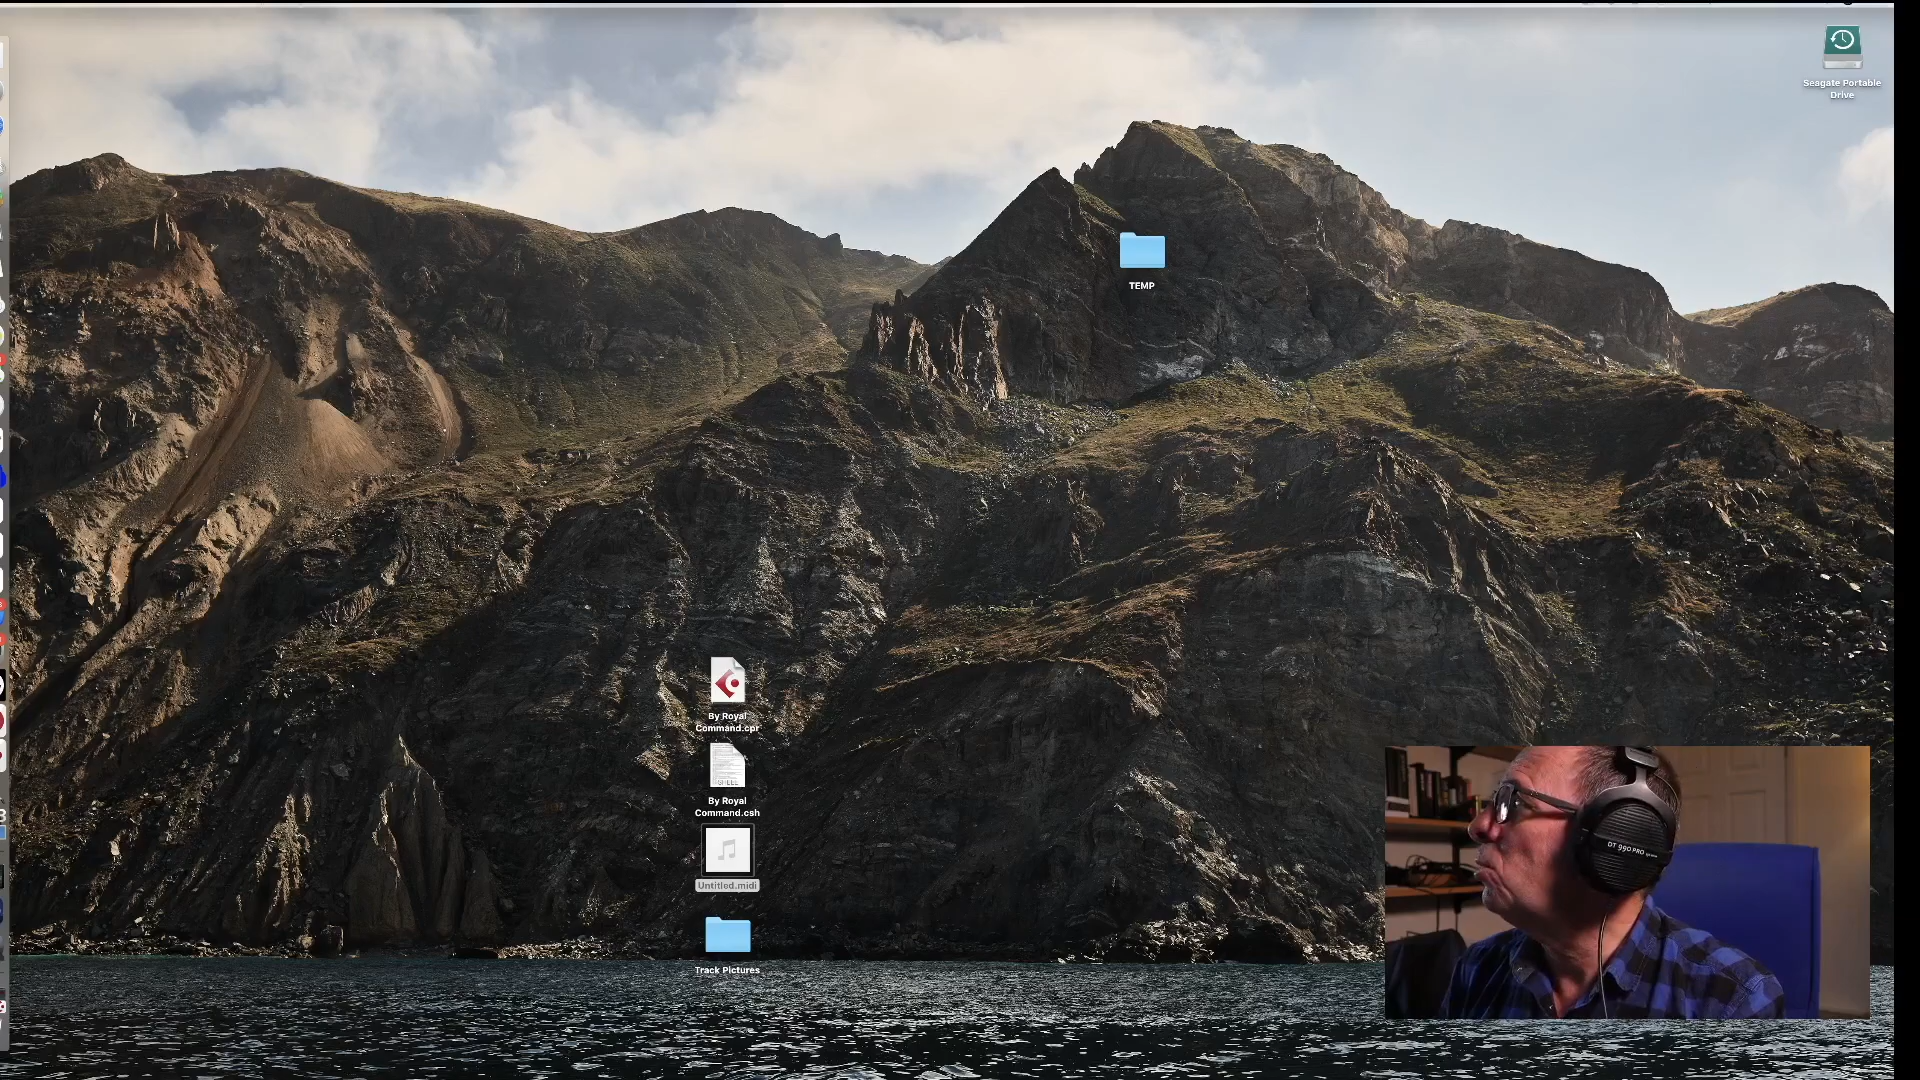 Seagate Portable
Drive
TEMP
By Royal
Command.cpr
SHELL
By Royal
Command.csh
Untitled.midi
Track Pictures
DT 990 PRO